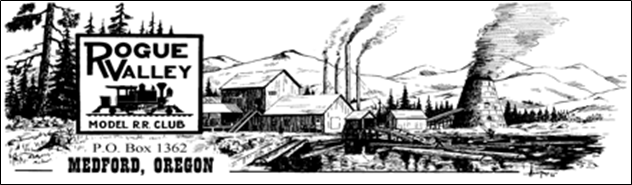 ROGUE
VALLEY
MODEL R.R. CLUB
P.O. Box 1362
MEDFORD, OREGON